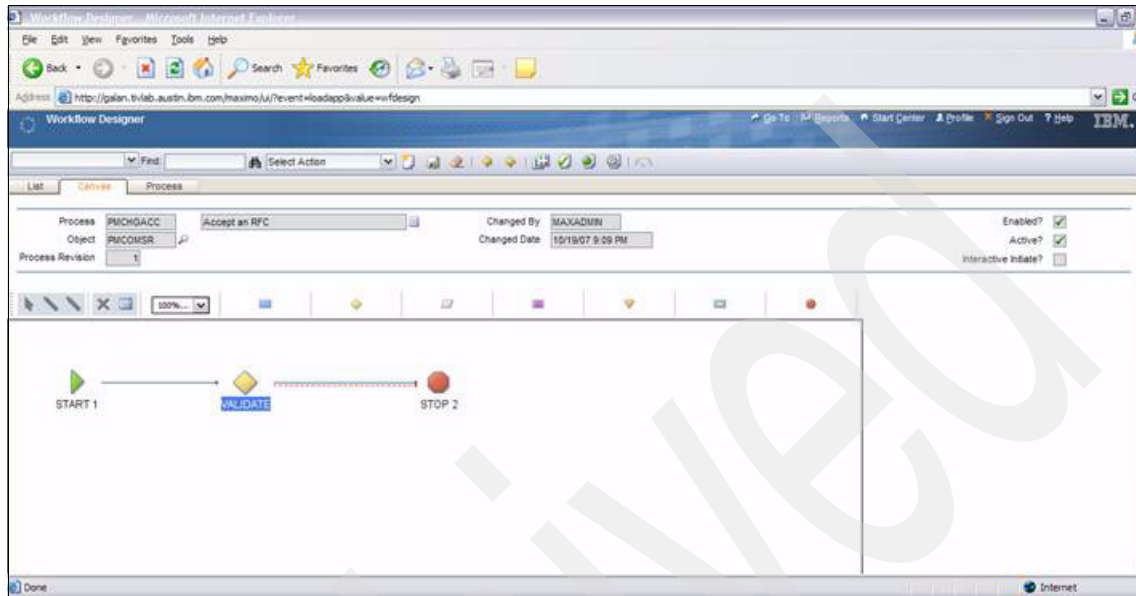 Workflow Designer - Microsoft Internet Explorer
File Edit View Favorites Tools Help
Back Search Favorites
Address http://galan.tivlab.austin.ibm.com/maximo/ui/?event=loadapp&value=wfdesign
Workflow Designer Go To Reports Start Center Profile Sign Out ? Help IBM.
Find: Select Action
List Canvas Process
Process PMCHGACC Accept an RFC Changed By MAXADMIN Enabled?
Object PMCOMSR Changed Date 10/19/07 9:09 PM Active?
Process Revision 1 Interactive Initiate?
100%...
START 1 VALIDATE STOP 2
Done Internet